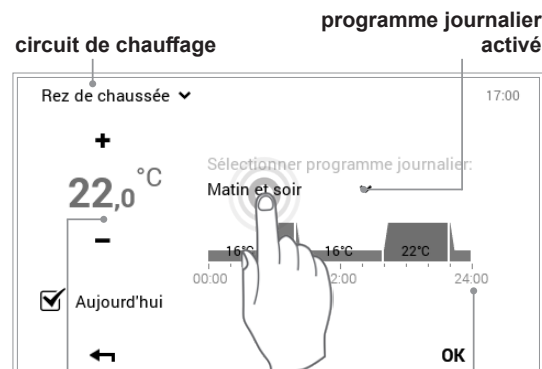 programme journalier
activé
circuit de chauffage
Rez de chaussée
17:00
+
22,0 °C
−
Sélectionner programme journalier:
Matin et soir
16°C 16°C 22°C
00:00 2:00 24:00
Aujourd'hui
OK